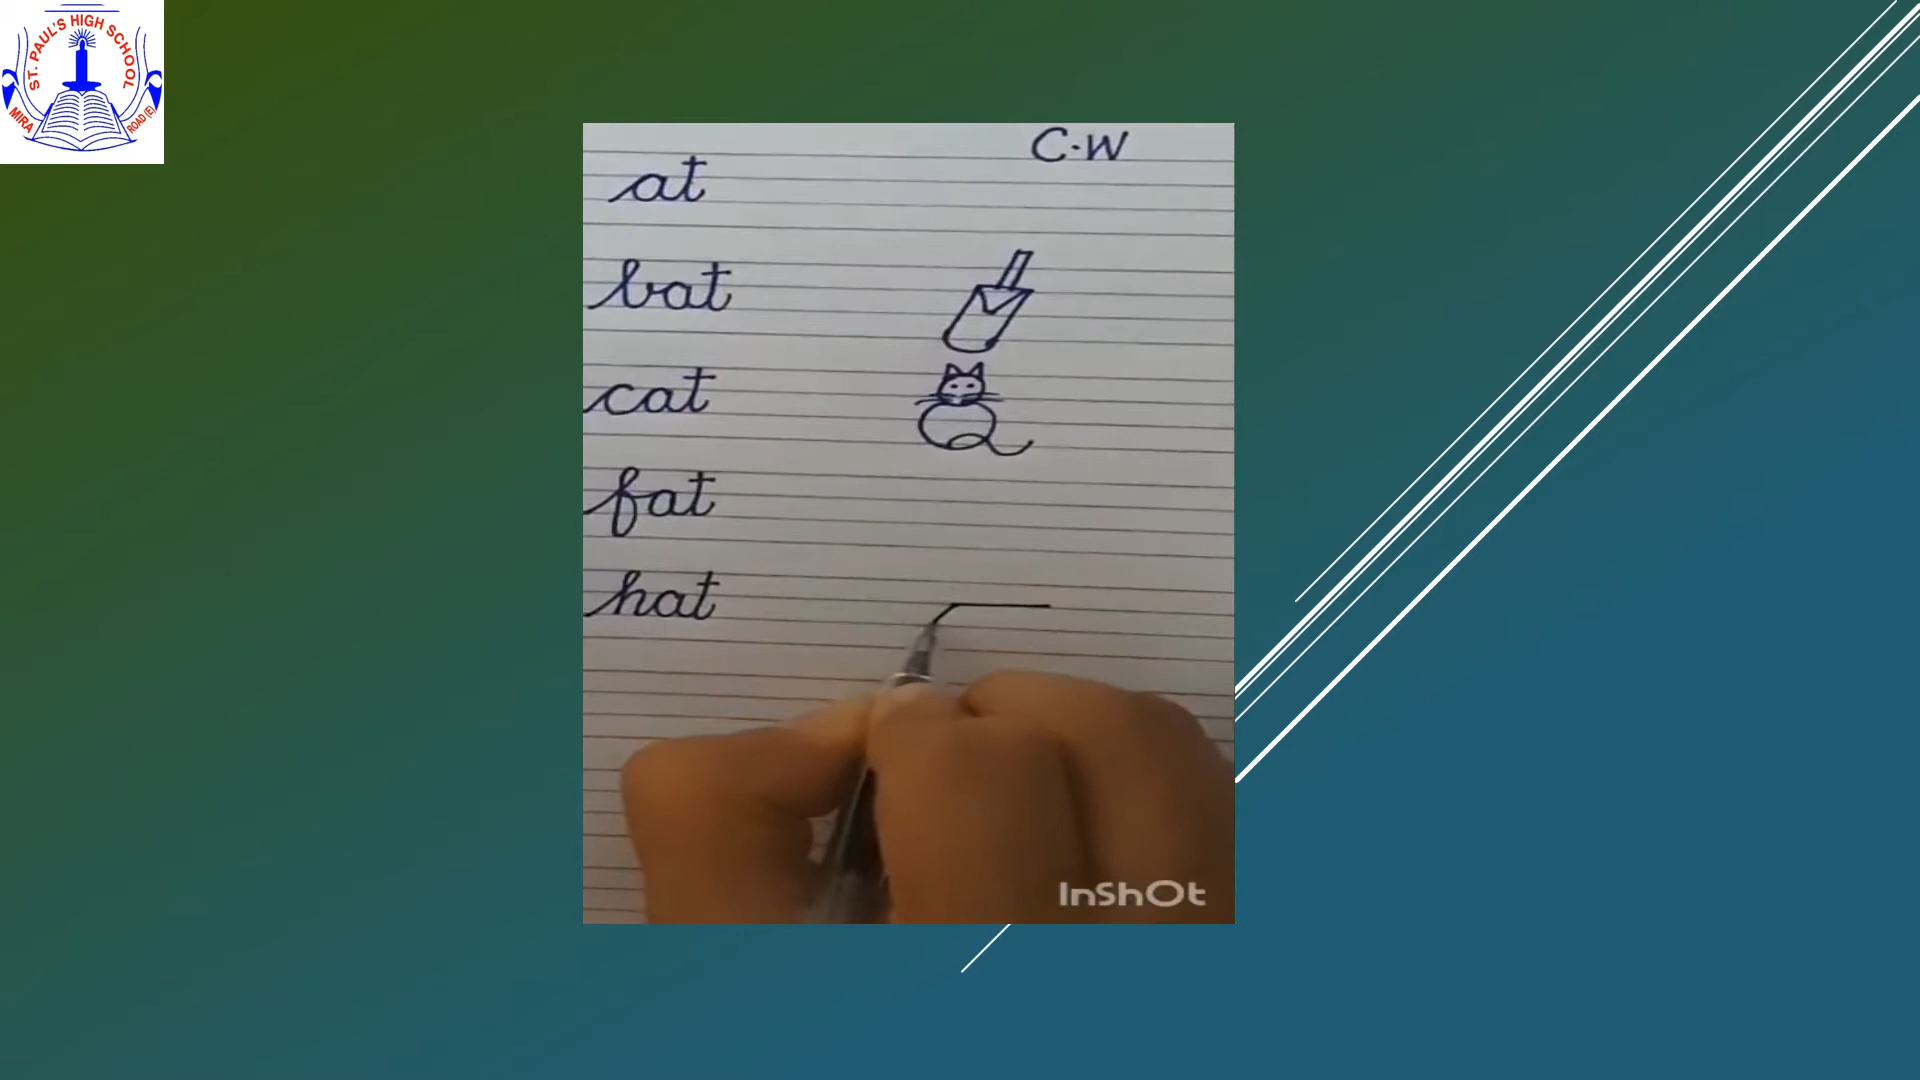 ST. PAUL'S HIGH SCHOOL
MIRA ROAD (E)
C.W
at
bat
cat
fat
hat
InShOt